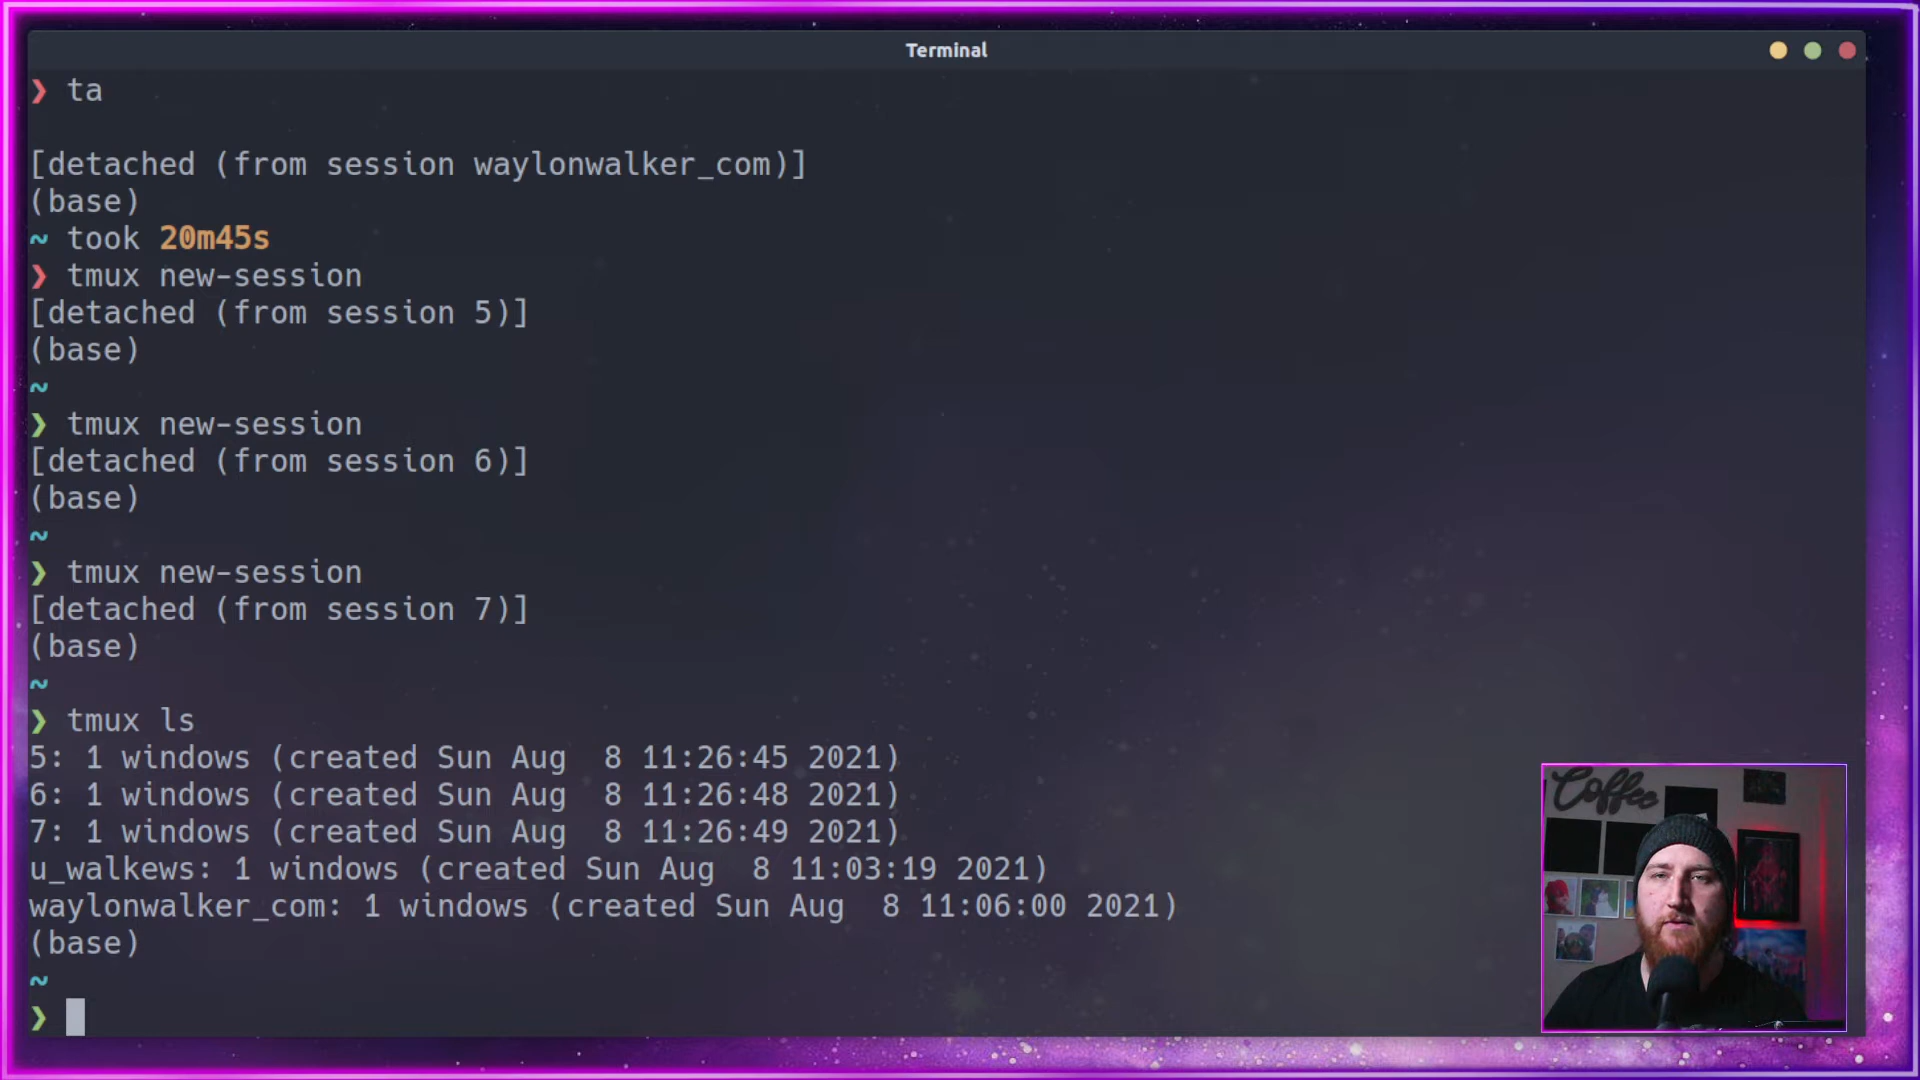 Terminal
❯ ta
[detached (from session waylonwalker_com)]
(base)
~ took 20m45s
❯ tmux new-session
[detached (from session 5)]
(base)
~
❯ tmux new-session
[detached (from session 6)]
(base)
~
❯ tmux new-session
[detached (from session 7)]
(base)
~
❯ tmux ls
5: 1 windows (created Sun Aug  8 11:26:45 2021)
6: 1 windows (created Sun Aug  8 11:26:48 2021)
7: 1 windows (created Sun Aug  8 11:26:49 2021)
u_walkews: 1 windows (created Sun Aug  8 11:03:19 2021)
waylonwalker_com: 1 windows (created Sun Aug  8 11:06:00 2021)
(base)
~
❯
Coffee